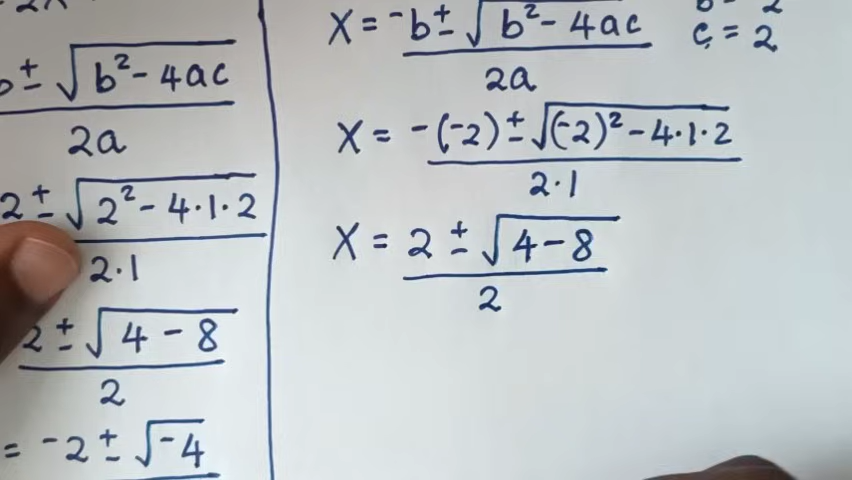 2x
b ± √b² - 4ac
2a
2 ± √2² - 4·1·2
2·1
2 ± √4 - 8
2
= -2 ± √-4
X = -b ± √b² - 4ac
2a
c = 2
X = -(-2) ± √(-2)² - 4·1·2
2·1
X = 2 ± √4 - 8
2